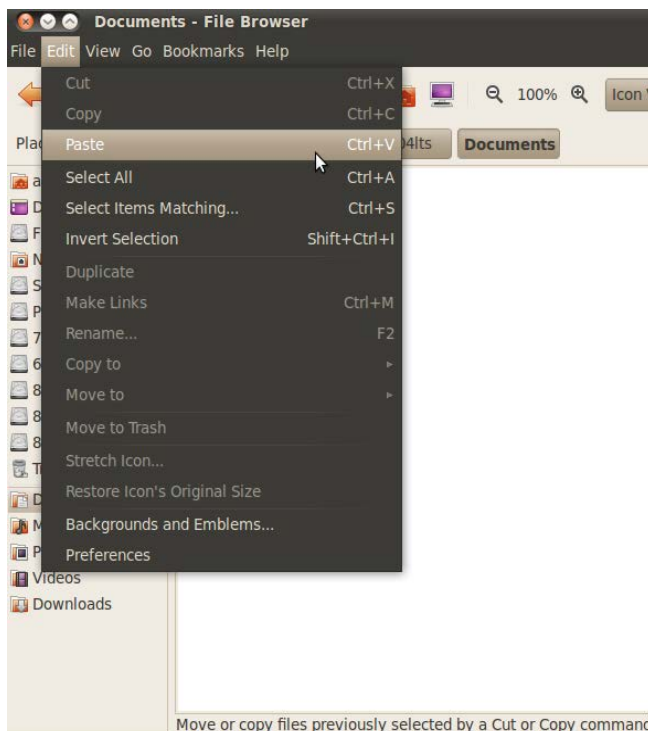 Documents - File Browser
File Edit View Go Bookmarks Help
Cut Ctrl+X
100% Icon
Copy Ctrl+C
Paste Ctrl+V
04lts Documents
Select All Ctrl+A
Select Items Matching... Ctrl+S
Invert Selection Shift+Ctrl+I
Duplicate
Make Links Ctrl+M
Rename... F2
Copy to
Move to
Move to Trash
Stretch Icon...
Restore Icon's Original Size
Backgrounds and Emblems...
Preferences
Videos
Downloads
Move or copy files previously selected by a Cut or Copy command